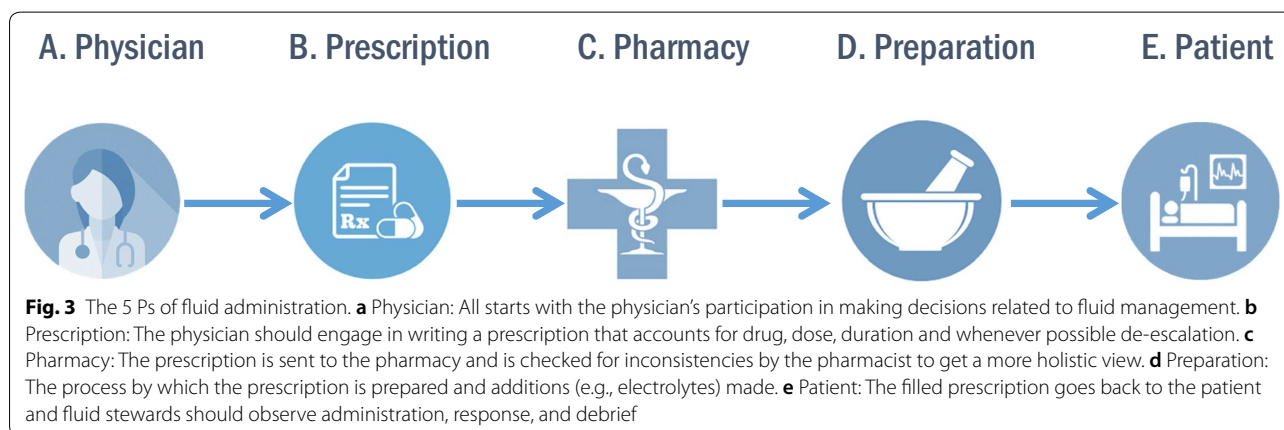 A. Physician B. Prescription C. Pharmacy D. Preparation E. Patient
Rx
Fig. 3 The 5 Ps of fluid administration. a Physician: All starts with the physician's participation in making decisions related to fluid management. b
Prescription: The physician should engage in writing a prescription that accounts for drug, dose, duration and whenever possible de-escalation. c
Pharmacy: The prescription is sent to the pharmacy and is checked for inconsistencies by the pharmacist to get a more holistic view. d Preparation:
The process by which the prescription is prepared and additions (e.g., electrolytes) made. e Patient: The filled prescription goes back to the patient
and fluid stewards should observe administration, response, and debrief